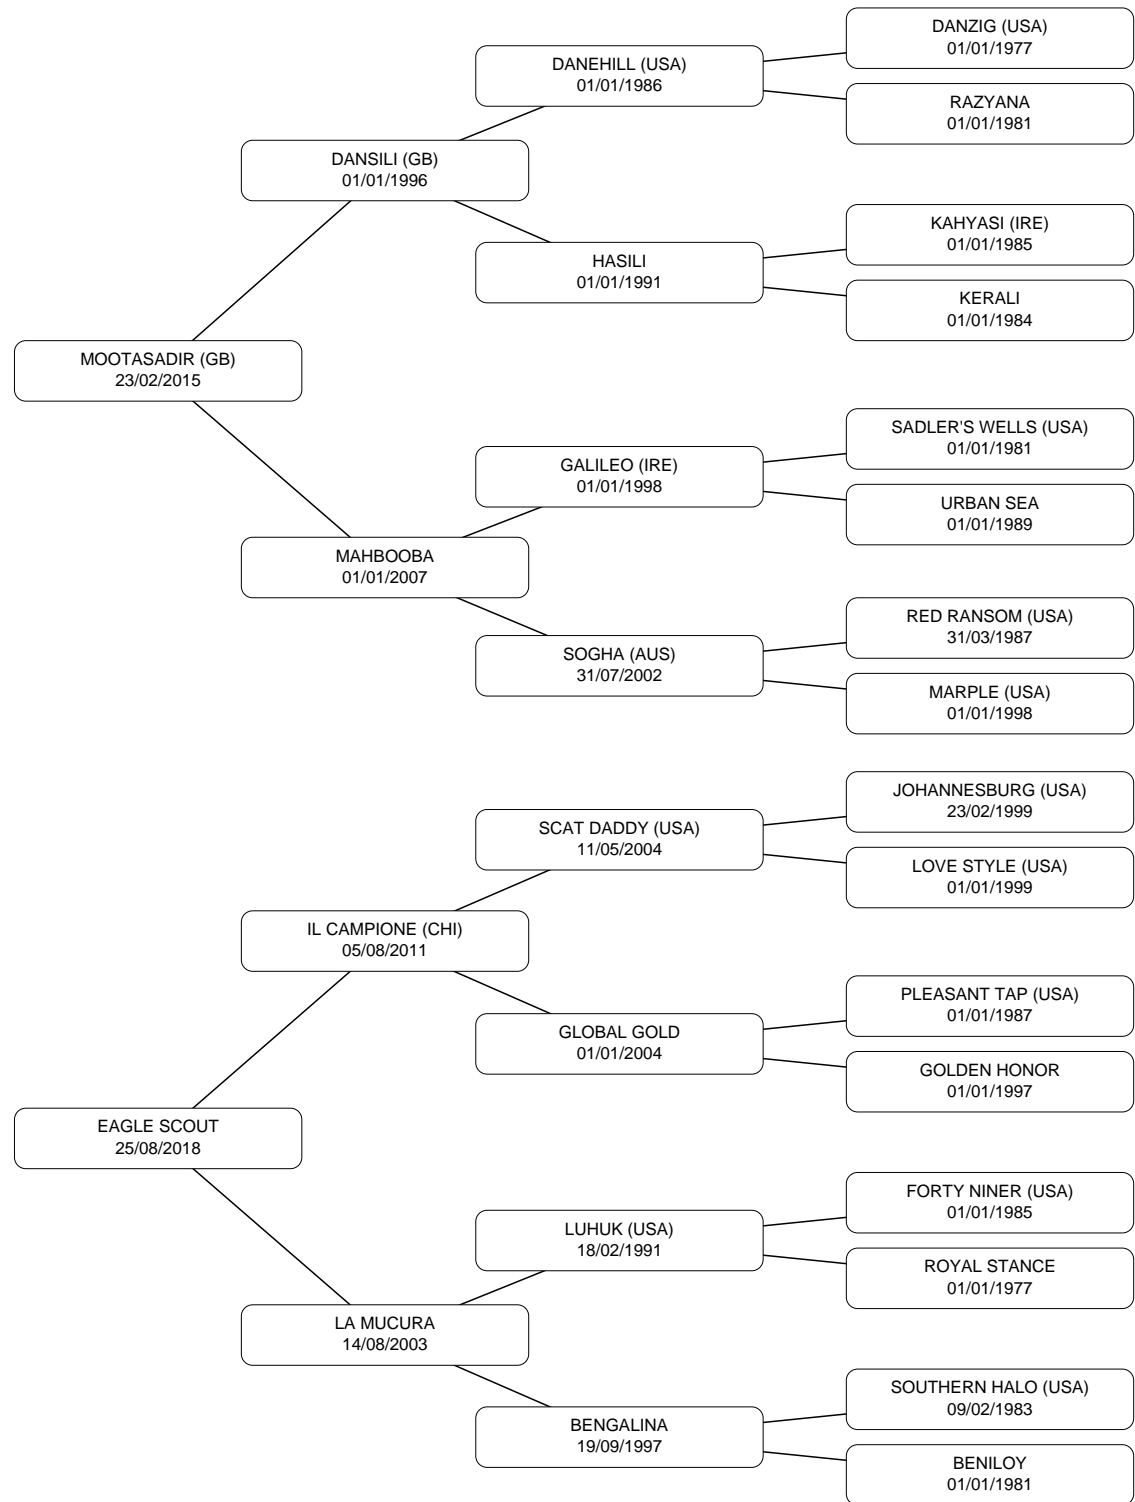 DANZIG (USA)
01/01/1977
DANEHILL (USA)
01/01/1986
RAZYANA
01/01/1981
DANSILI (GB)
01/01/1996
KAHYASI (IRE)
01/01/1985
HASILI
01/01/1991
KERALI
01/01/1984
MOOTASADIR (GB)
23/02/2015
SADLER'S WELLS (USA)
01/01/1981
GALILEO (IRE)
01/01/1998
URBAN SEA
01/01/1989
MAHBOOBA
01/01/2007
RED RANSOM (USA)
31/03/1987
SOGHA (AUS)
31/07/2002
MARPLE (USA)
01/01/1998
JOHANNESBURG (USA)
23/02/1999
SCAT DADDY (USA)
11/05/2004
LOVE STYLE (USA)
01/01/1999
IL CAMPIONE (CHI)
05/08/2011
PLEASANT TAP (USA)
01/01/1987
GLOBAL GOLD
01/01/2004
GOLDEN HONOR
01/01/1997
EAGLE SCOUT
25/08/2018
FORTY NINER (USA)
01/01/1985
LUHUK (USA)
18/02/1991
ROYAL STANCE
01/01/1977
LA MUCURA
14/08/2003
SOUTHERN HALO (USA)
09/02/1983
BENGALINA
19/09/1997
BENILOY
01/01/1981